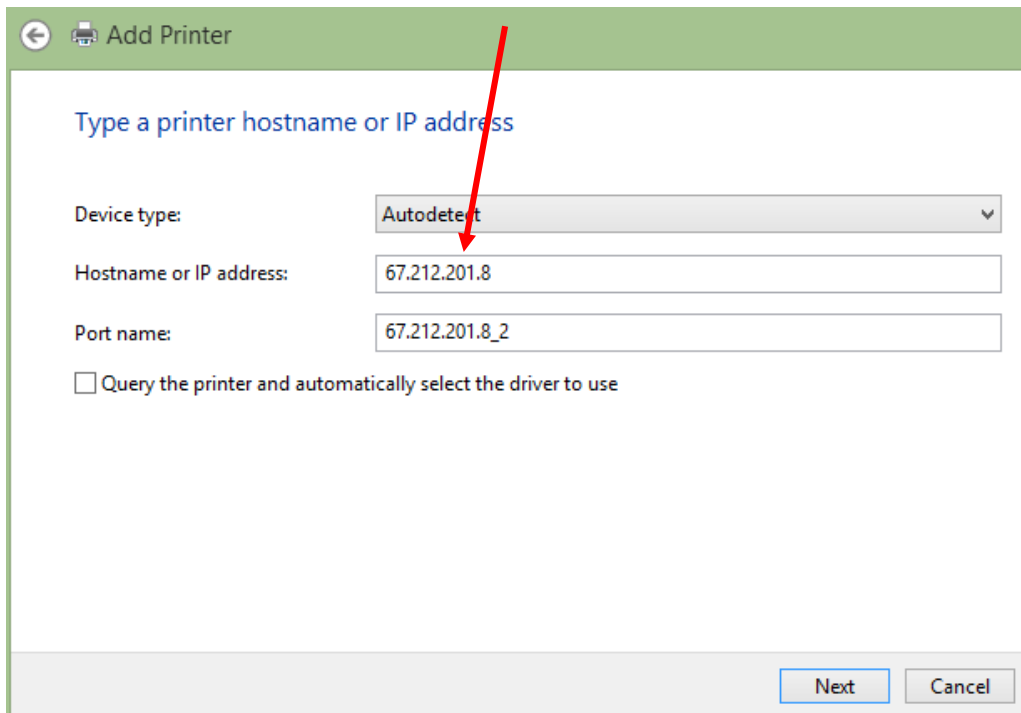 Add Printer
Type a printer hostname or IP address
Device type: Autodetect
Hostname or IP address: 67.212.201.8
Port name: 67.212.201.8_2
Query the printer and automatically select the driver to use
Next Cancel